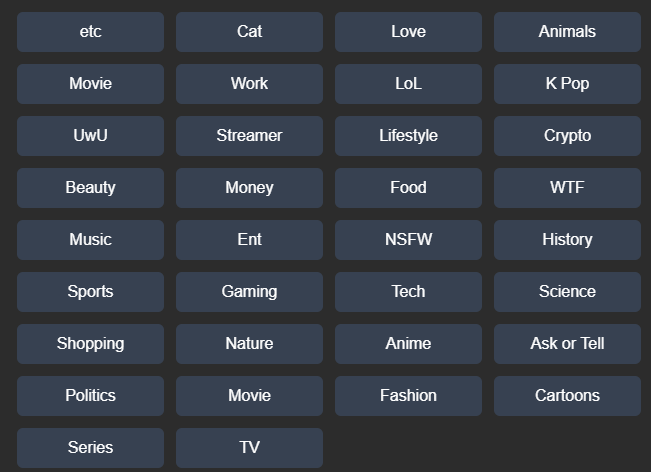 etc Cat Love Animals
Movie Work LoL K Pop
UwU Streamer Lifestyle Crypto
Beauty Money Food WTF
Music Ent NSFW History
Sports Gaming Tech Science
Shopping Nature Anime Ask or Tell
Politics Movie Fashion Cartoons
Series TV